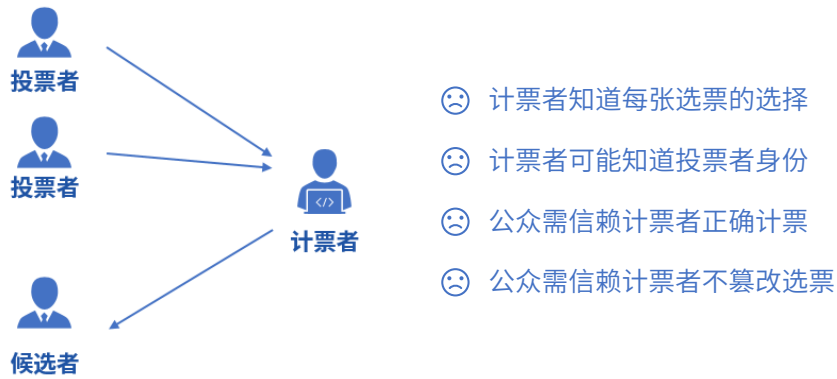 投票者
投票者
计票者
候选者
计票者知道每张选票的选择
计票者可能知道投票者身份
公众需信赖计票者正确计票
公众需信赖计票者不篡改选票